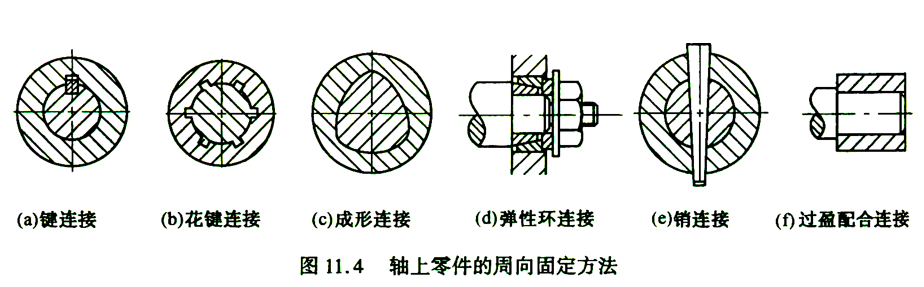 (a)键连接 (b)花键连接 (c)成形连接 (d)弹性环连接 (e)销连接 (f)过盈配合连接
图 11.4 轴上零件的周向固定方法